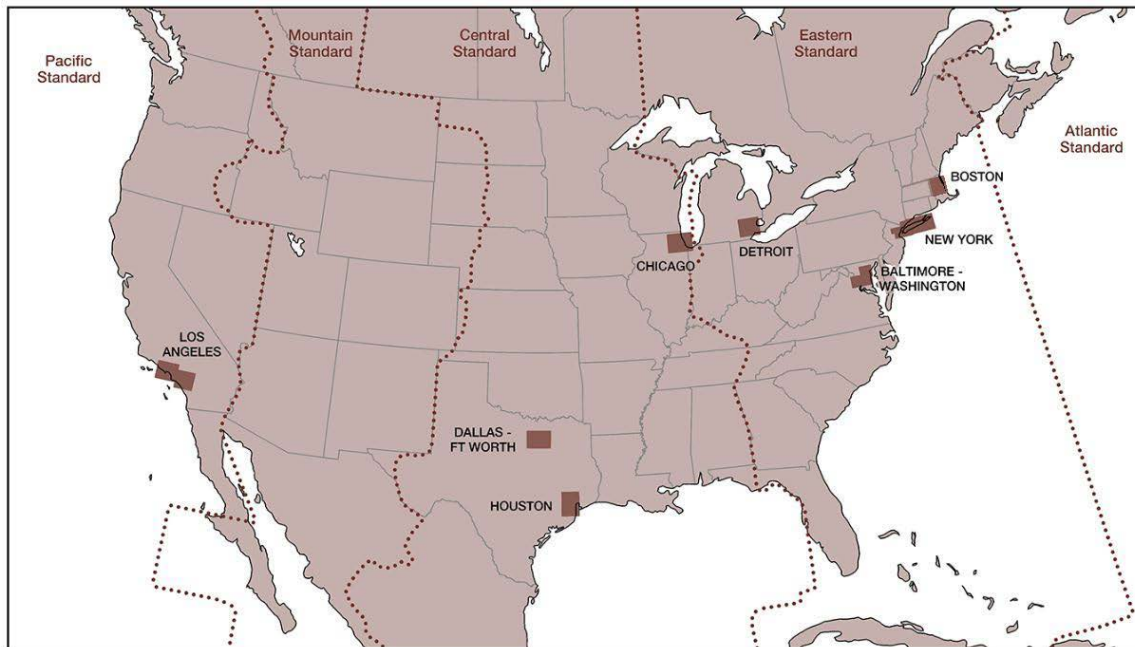 Pacific
Standard
Mountain
Standard
Central
Standard
Eastern
Standard
Atlantic
Standard
BOSTON
NEW YORK
DETROIT
CHICAGO
BALTIMORE -
WASHINGTON
LOS
ANGELES
DALLAS -
FT WORTH
HOUSTON